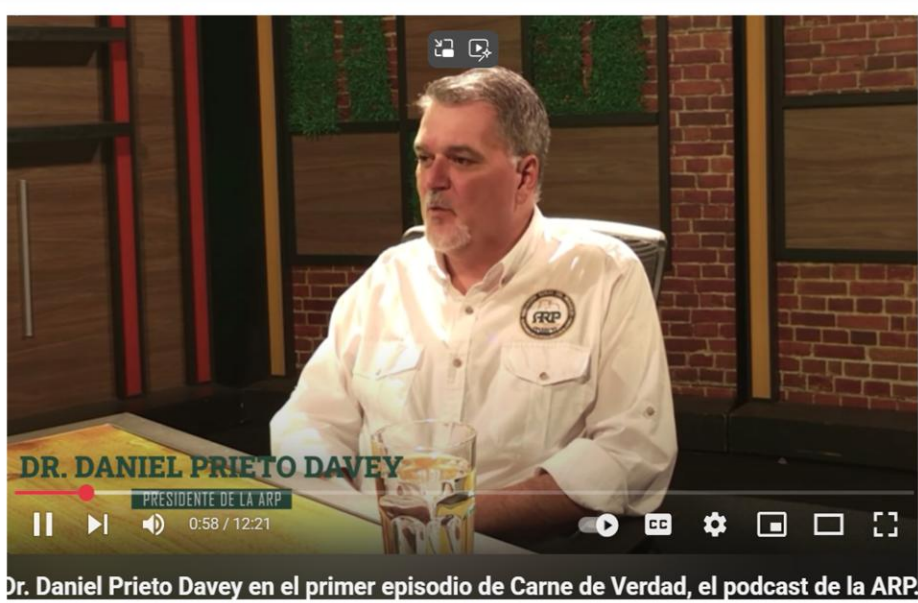 ARP
DR. DANIEL PRIETO DAVEY
PRESIDENTE DE LA ARP
0:58 / 12:21
CC
Dr. Daniel Prieto Davey en el primer episodio de Carne de Verdad, el podcast de la ARP.